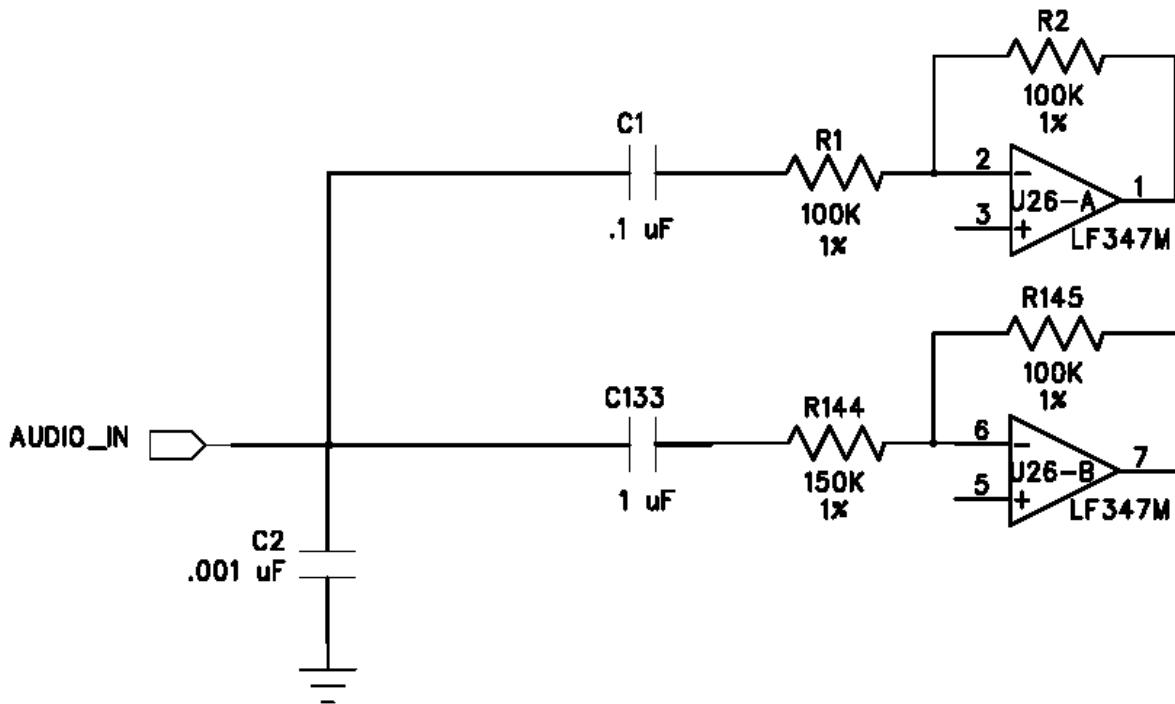 R2
100K
1%
C1
.1 uF
R1
100K
1%
2
-
3
+
U26-A
1
LF347M
R145
100K
1%
AUDIO_IN
C133
1 uF
R144
150K
1%
6
-
5
+
U26-B
7
LF347M
C2
.001 uF